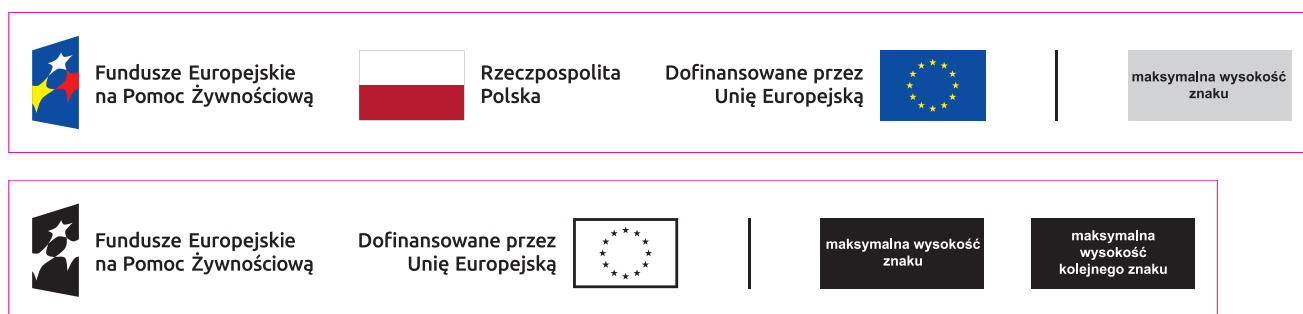 Fundusze Europejskie
na Pomoc Żywnościową
Rzeczpospolita
Polska
Dofinansowane przez
Unię Europejską
maksymalna wysokość
znaku
Fundusze Europejskie
na Pomoc Żywnościową
Dofinansowane przez
Unię Europejską
maksymalna wysokość
znaku
maksymalna
wysokość
kolejnego znaku